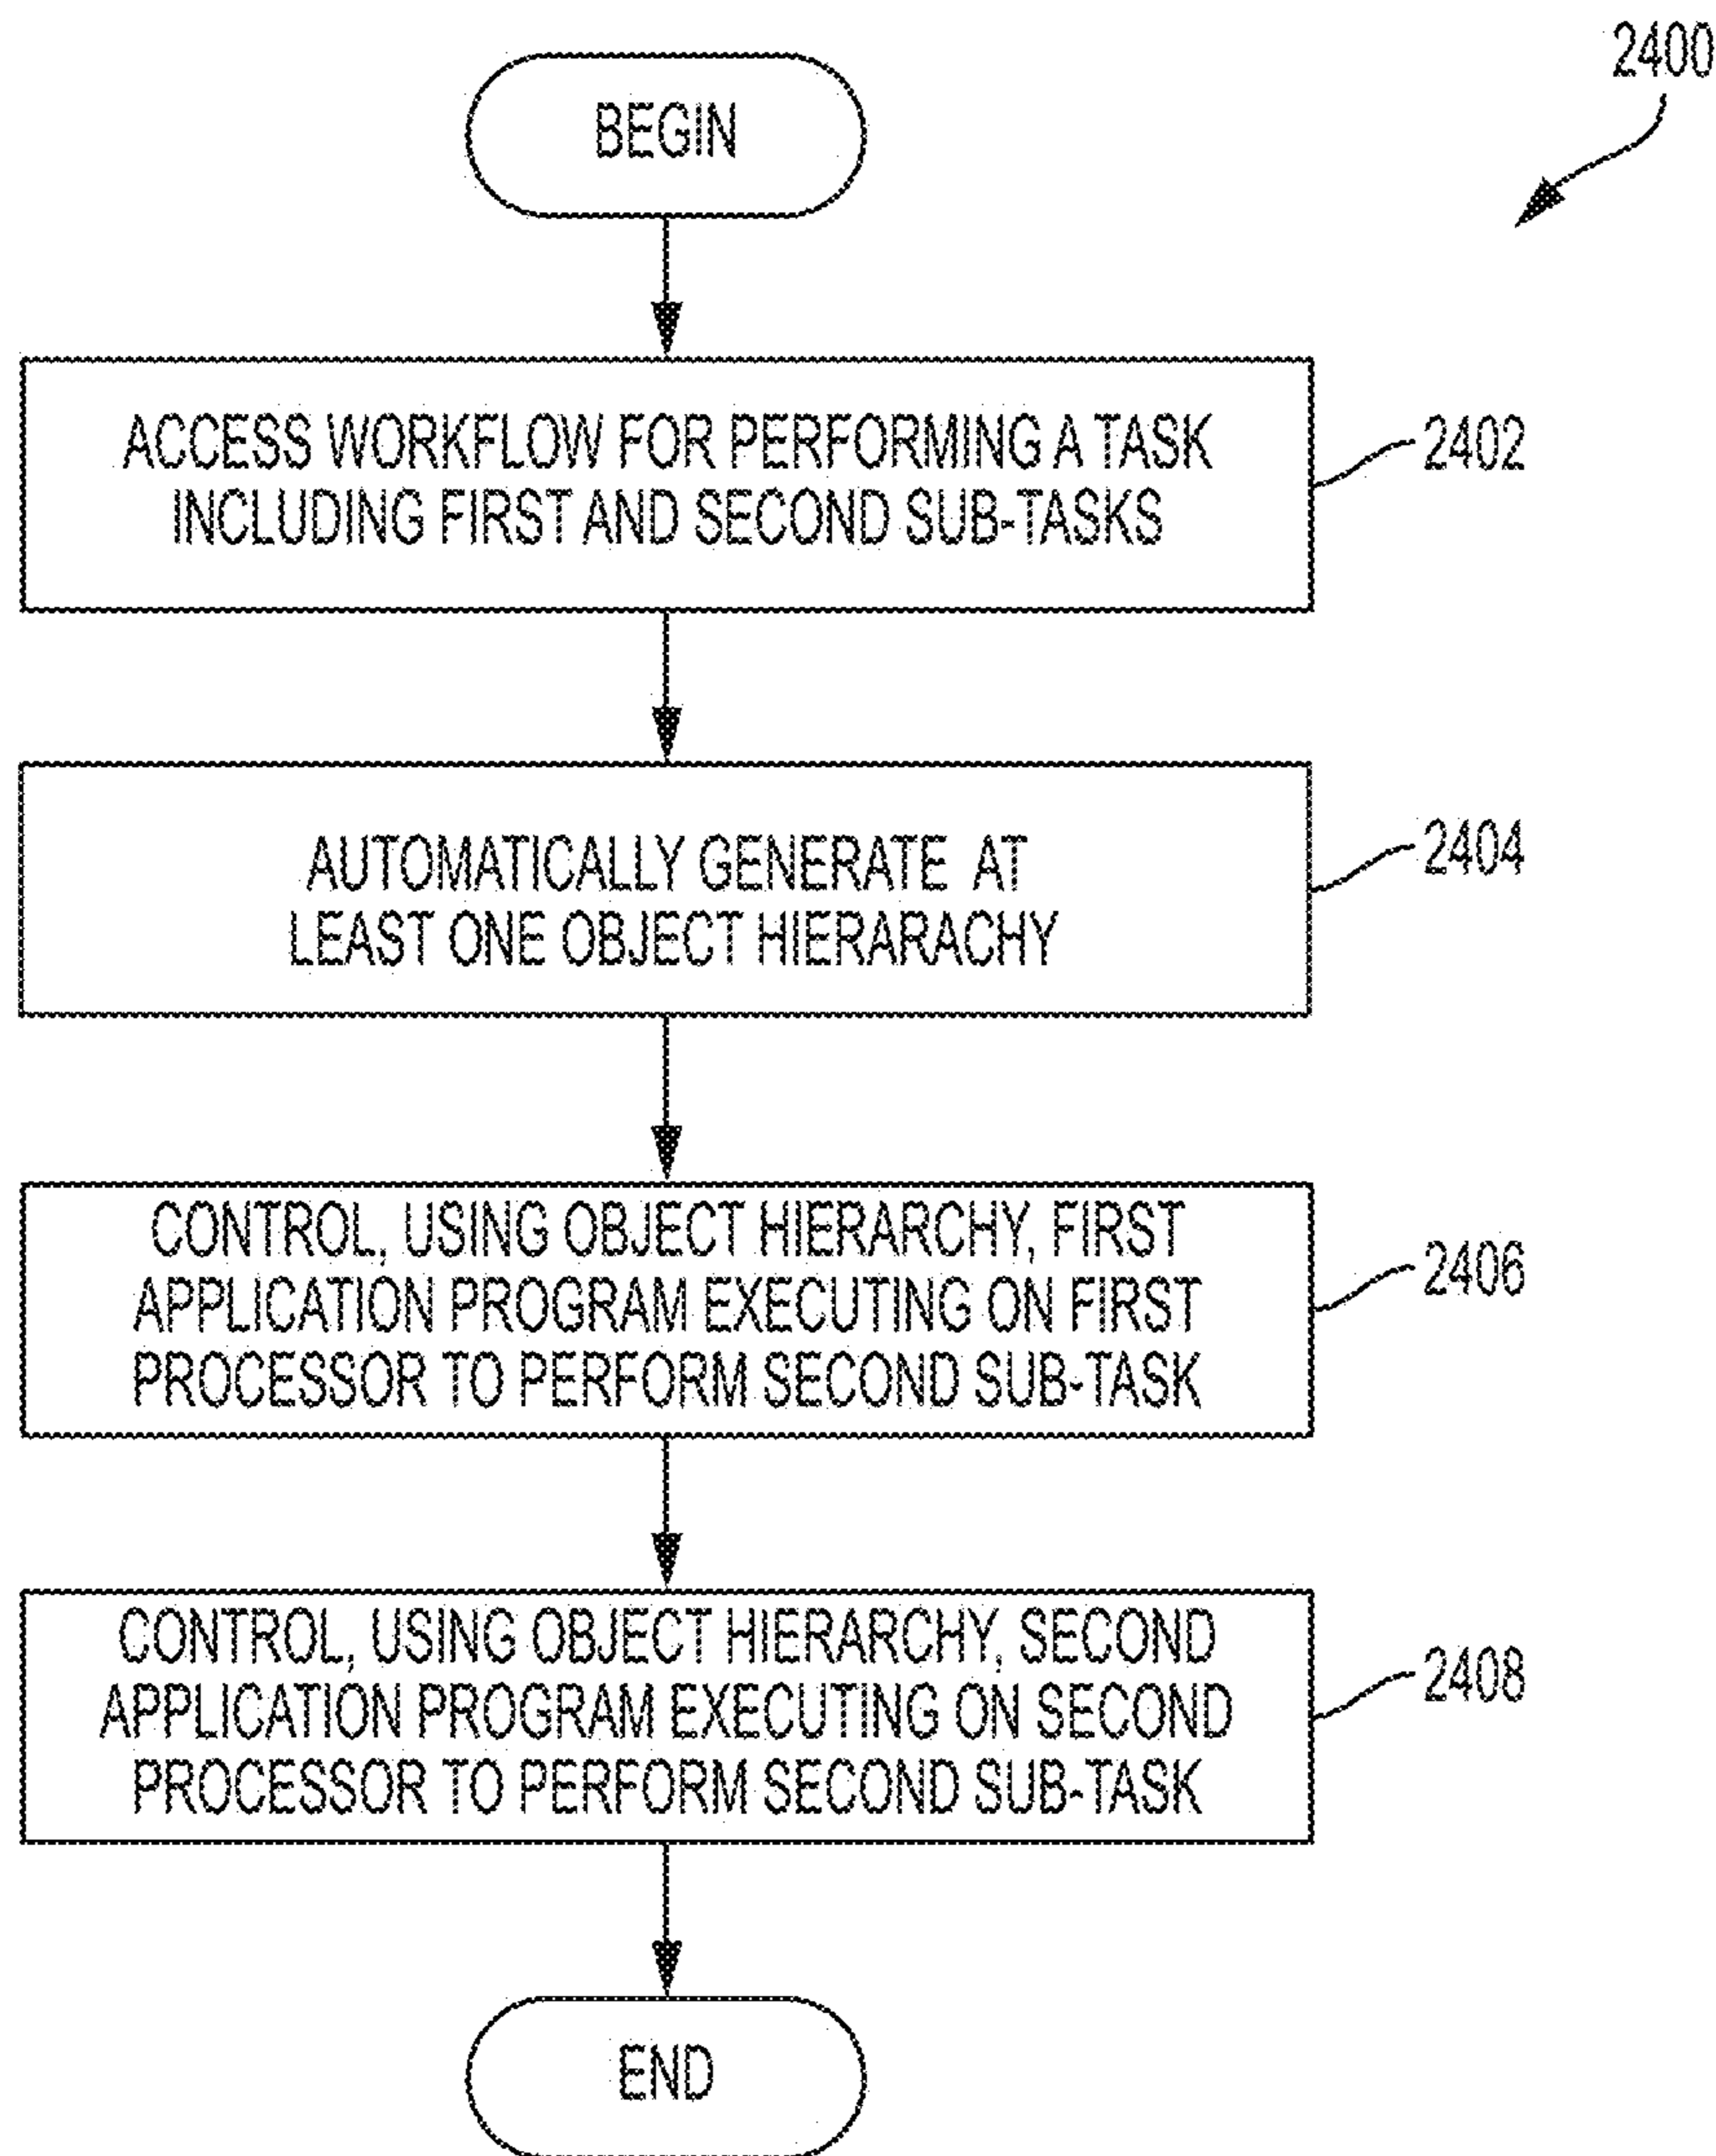 2400
BEGIN
ACCESS WORKFLOW FOR PERFORMING A TASK
INCLUDING FIRST AND SECOND SUB-TASKS
2402
AUTOMATICALLY GENERATE AT
LEAST ONE OBJECT HIERARACHY
2404
CONTROL, USING OBJECT HIERARCHY, FIRST
APPLICATION PROGRAM EXECUTING ON FIRST
PROCESSOR TO PERFORM SECOND SUB-TASK
2406
CONTROL, USING OBJECT HIERARCHY, SECOND
APPLICATION PROGRAM EXECUTING ON SECOND
PROCESSOR TO PERFORM SECOND SUB-TASK
2408
END